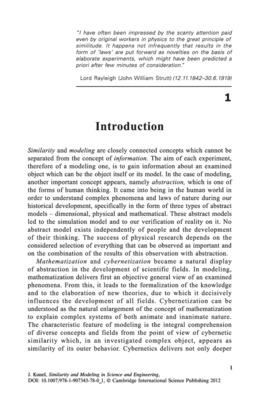 "I have often been impressed by the scanty attention paid
even by original workers in physics to the great principle of
similitude. It happens not infrequently that results in the
form of 'laws' are put forward as novelties on the basis of
elaborate experiments, which might have been predicted a
priori after few minutes of consideration."
Lord Rayleigh (John William Strutt) (12.11.1842–30.6.1919)
1
Introduction
Similarity and modeling are closely connected concepts which cannot be
separated from the concept of information. The aim of each experiment,
therefore of a modeling one, is to gain information about an examined
object which can be the object itself or its model. In the case of modeling,
another important concept appears, namely abstraction, which is one of
the forms of human thinking. It came into being in the human world in
order to understand complex phenomena and laws of nature during our
historical development, specifically in the form of three types of abstract
models – dimensional, physical and mathematical. These abstract models
led to the simulation model and to our verification of reality on it. No
abstract model exists independently of people and the development
of their thinking. The success of physical research depends on the
considered selection of everything that can be observed as important and
on the combination of the results of this observation with abstraction.
Mathematization and cybernetization became a natural display
of abstraction in the development of scientific fields. In modeling,
mathematization delivers first an objective general view of an examined
phenomena. From this, it leads to the formalization of the knowledge
and to the elaboration of new theories, due to which it decisively
influences the development of all fields. Cybernetization can be
understood as the natural enlargement of the concept of mathematization
to explain complex systems of both animate and inanimate nature.
The characteristic feature of modeling is the integral comprehension
of diverse concepts and fields from the point of view of cybernetic
similarity which, in an investigated complex object, appears as
similarity of its outer behavior. Cybernetics delivers not only deeper
1
J. Kuneš, Similarity and Modeling in Science and Engineering,
DOI: 10.1007/978-1-907343-78-0_1, © Cambridge International Science Publishing 2012